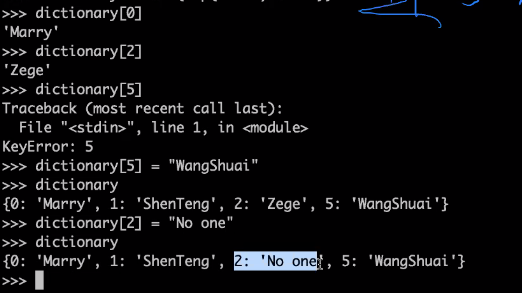 >>> dictionary[0]
'Marry'
>>> dictionary[2]
'Zege'
>>> dictionary[5]
Traceback (most recent call last):
  File "<stdin>", line 1, in <module>
KeyError: 5
>>> dictionary[5] = "WangShuai"
>>> dictionary
{0: 'Marry', 1: 'ShenTeng', 2: 'Zege', 5: 'WangShuai'}
>>> dictionary[2] = "No one"
>>> dictionary
{0: 'Marry', 1: 'ShenTeng', 2: 'No one', 5: 'WangShuai'}
>>>